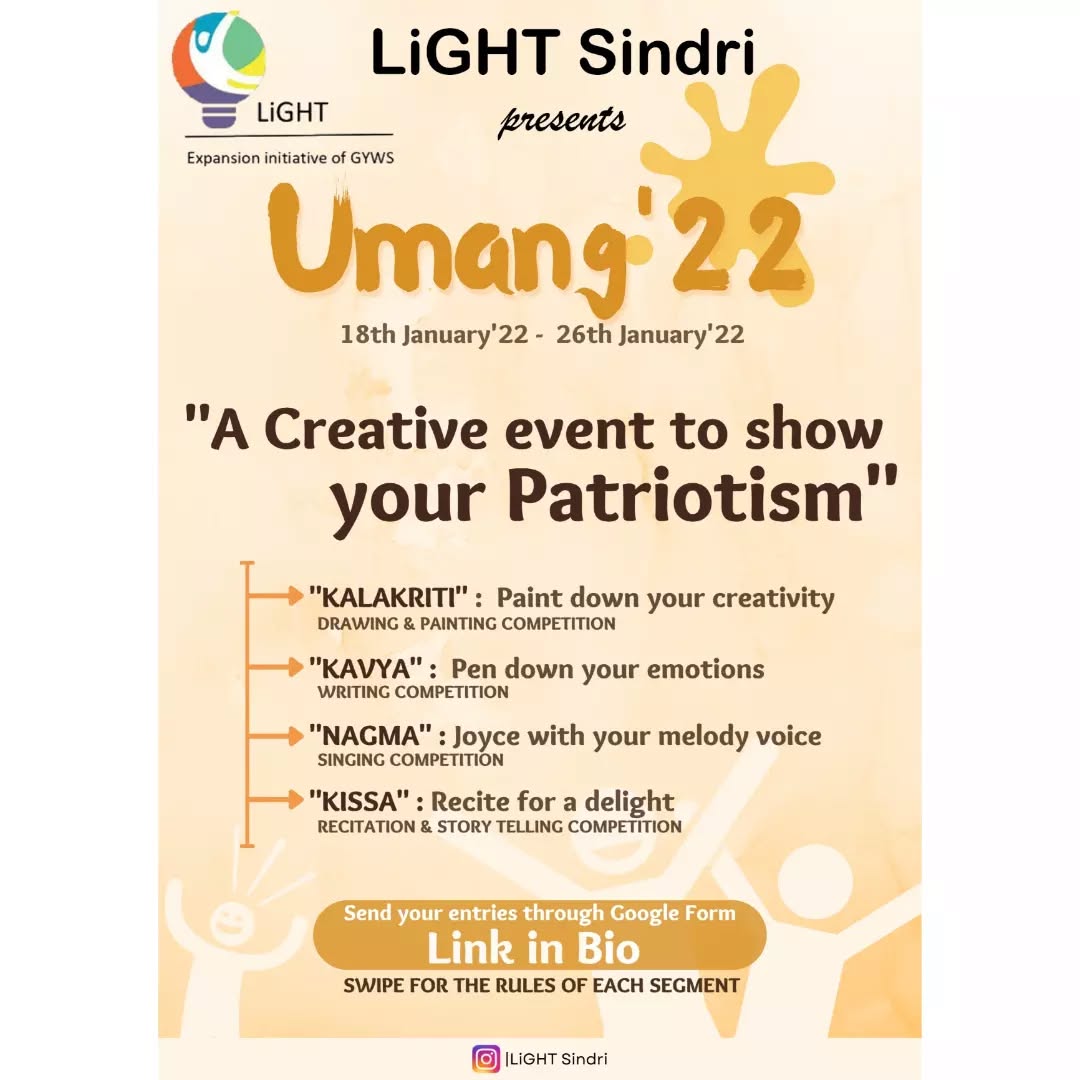 LiGHT
Expansion initiative of GYWS
LiGHT Sindri
presents
Umang'22
18th January'22 - 26th January'22
"A Creative event to show
your Patriotism"
"KALAKRITI" : Paint down your creativity
DRAWING & PAINTING COMPETITION
"KAVYA" : Pen down your emotions
WRITING COMPETITION
"NAGMA" : Joyce with your melody voice
SINGING COMPETITION
"KISSA" : Recite for a delight
RECITATION & STORY TELLING COMPETITION
Send your entries through Google Form
Link in Bio
SWIPE FOR THE RULES OF EACH SEGMENT
|LiGHT Sindri